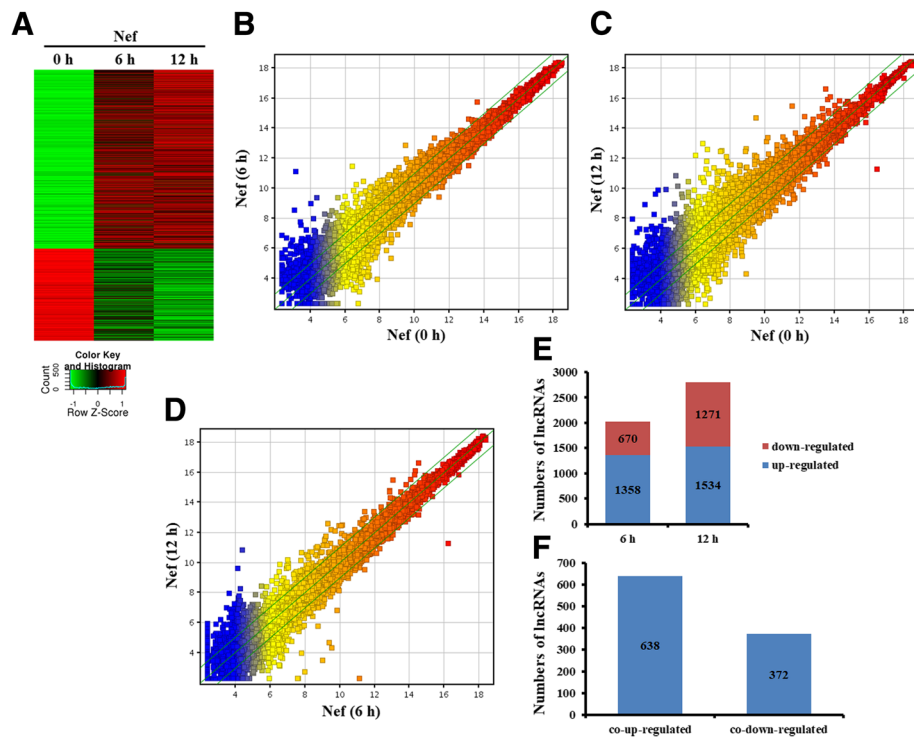 A
Nef
0 h 6 h 12 h
Color Key
and Histogram
Count
0 500
-1 0 1
Row Z-Score
B
Nef (6 h)
18
16
14
12
10
8
6
4
4 6 8 10 12 14 16 18
Nef (0 h)
C
Nef (12 h)
18
16
14
12
10
8
6
4
4 6 8 10 12 14 16 18
Nef (0 h)
D
Nef (12 h)
18
16
14
12
10
8
6
4
4 6 8 10 12 14 16 18
Nef (6 h)
E
Numbers of lncRNAs
3000
2500
2000
1500
1000
500
0
670
1358
1271
1534
6 h 12 h
down-regulated
up-regulated
F
Numbers of lncRNAs
700
600
500
400
300
200
100
0
638
372
co-up-regulated co-down-regulated